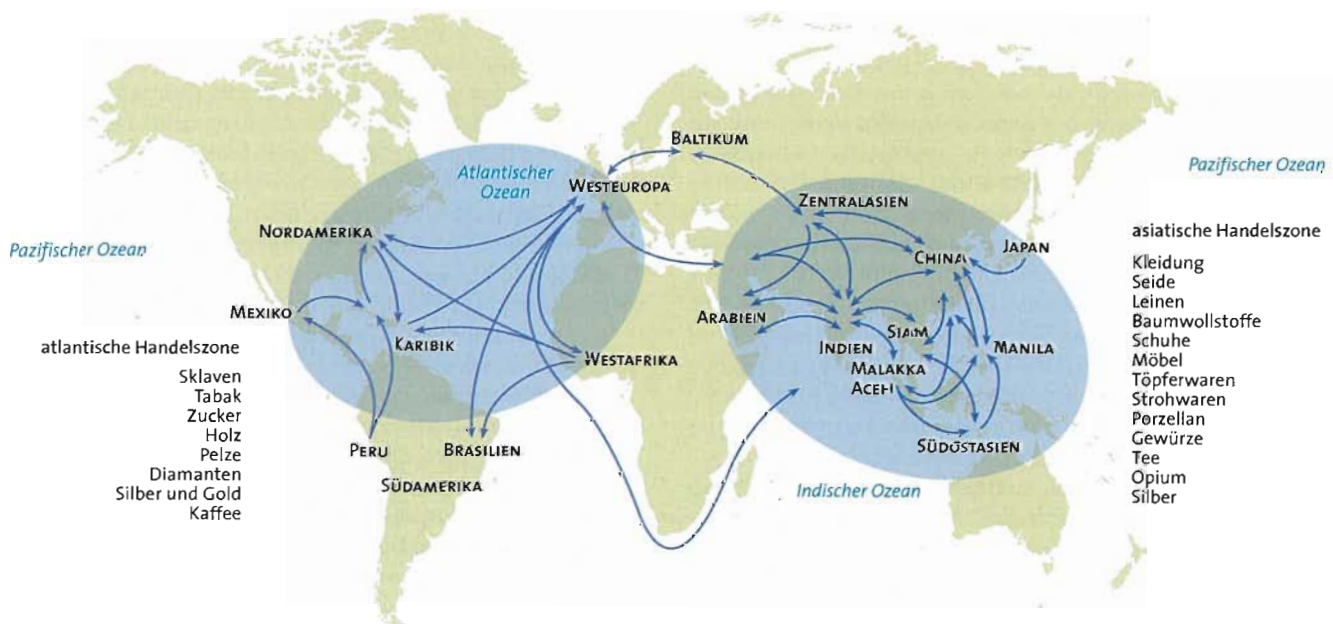 BALTIKUM
Atlantischer
Ozean
WESTEUROPA
Pazifischer Ozean
ZENTRALASIEN
NORDAMERIKA
Pazifischer Ozean
CHINA
JAPAN
MEXIKO
KARIBIK
ARABIEN
INDIEN
SIAM
MANILA
MALAKKA
ACEH
WESTAFRIKA
PERU
BRASILIEN
SÜDAMERIKA
SÜDOSTASIEN
Indischer Ozean
atlantische Handelszone
Sklaven
Tabak
Zucker
Holz
Pelze
Diamanten
Silber und Gold
Kaffee
asiatische Handelszone
Kleidung
Seide
Leinen
Baumwollstoffe
Schuhe
Möbel
Töpferwaren
Strohwaren
Porzellan
Gewürze
Tee
Opium
Silber